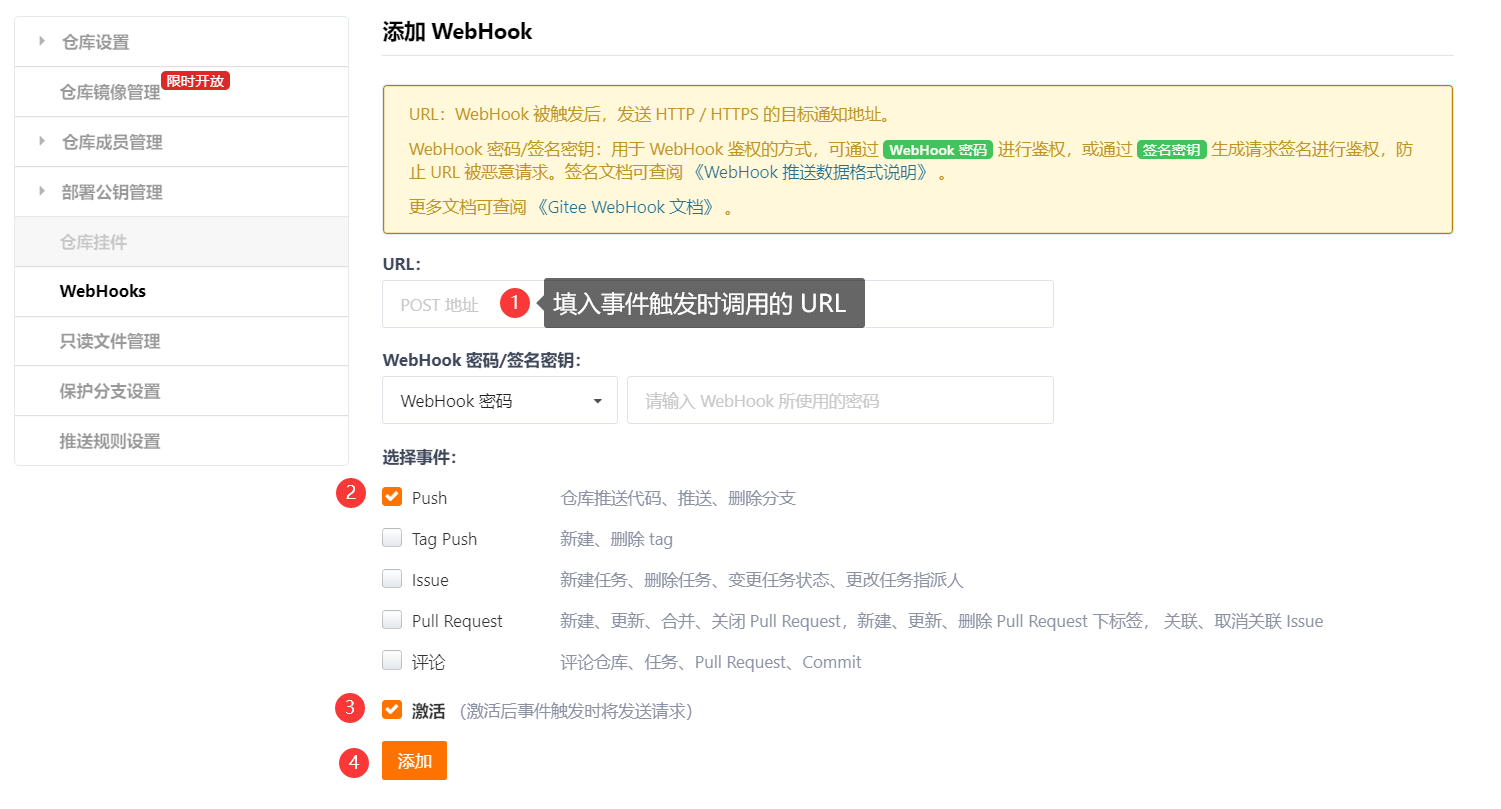 仓库设置
仓库镜像管理 限时开放
仓库成员管理
部署公钥管理
仓库挂件
WebHooks
只读文件管理
保护分支设置
推送规则设置
添加 WebHook
URL：WebHook 被触发后，发送 HTTP / HTTPS 的目标通知地址。
WebHook 密码/签名密钥：用于 WebHook 鉴权的方式，可通过 WebHook 密码 进行鉴权，或通过 签名密钥 生成请求签名进行鉴权，防
止 URL 被恶意请求。签名文档可查阅 《WebHook 推送数据格式说明》 。
更多文档可查阅 《Gitee WebHook 文档》 。
URL：
POST 地址 1 填入事件触发时调用的 URL
WebHook 密码/签名密钥：
WebHook 密码 请输入 WebHook 所使用的密码
选择事件：
2 Push 仓库推送代码、推送、删除分支
Tag Push 新建、删除 tag
Issue 新建任务、删除任务、变更任务状态、更改任务指派人
Pull Request 新建、更新、合并、关闭 Pull Request，新建、更新、删除 Pull Request 下标签， 关联、取消关联 Issue
评论 评论仓库、任务、Pull Request、Commit
3 激活 （激活后事件触发时将发送请求）
4 添加